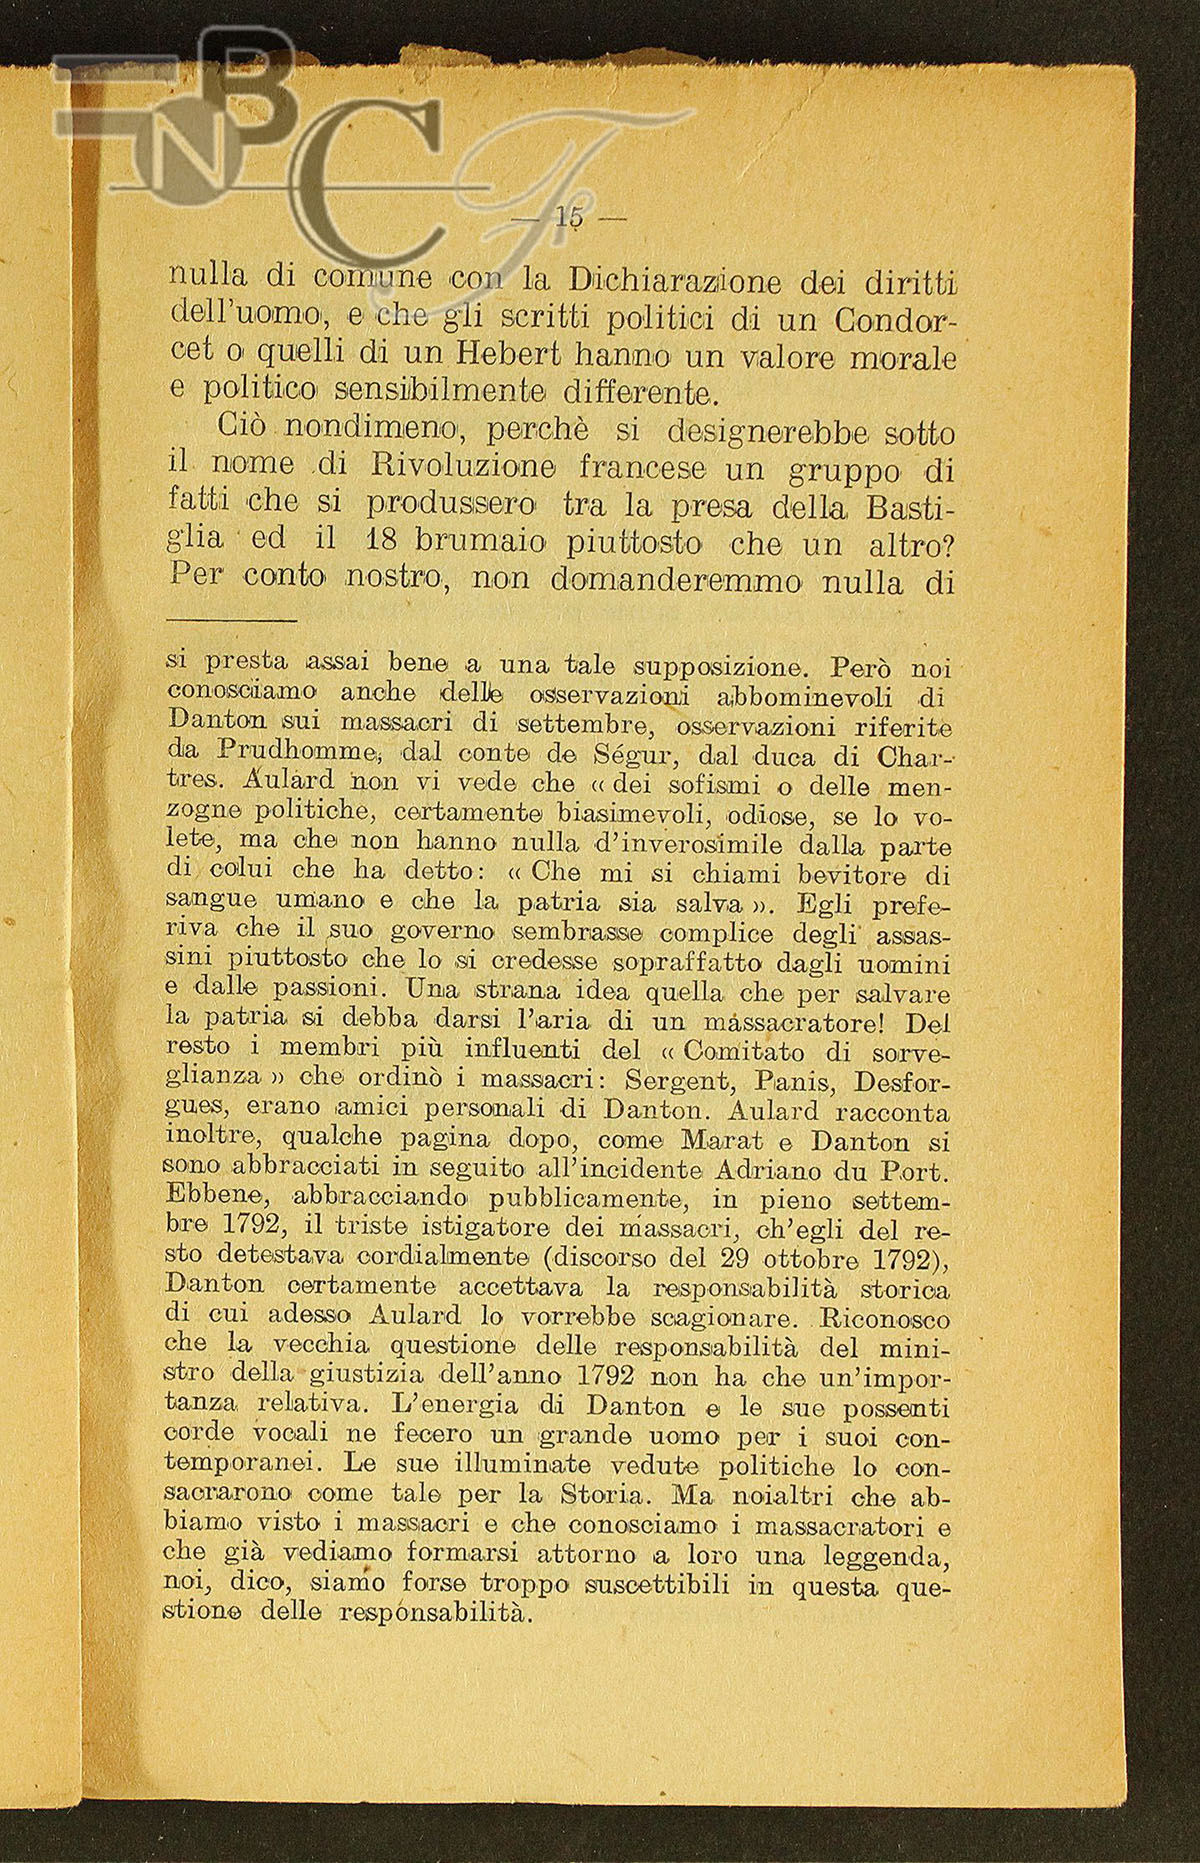 BNCF
— 15 —
nulla di comune con la Dichiarazione dei diritti
dell'uomo, e che gli scritti politici di un Condor-
cet o quelli di un Hebert hanno un valore morale
e politico sensibilmente differente.
Ciò nondimeno, perchè si designerebbe sotto
il nome di Rivoluzione francese un gruppo di
fatti che si produssero tra la presa della Basti-
glia ed il 18 brumaio piuttosto che un altro?
Per conto nostro, non domanderemmo nulla di
si presta assai bene a una tale supposizione. Però noi
conosciamo anche delle osservazioni abbominevoli di
Danton sui massacri di settembre, osservazioni riferite
da Prudhomme, dal conte de Ségur, dal duca di Char-
tres. Aulard non vi vede che « dei sofismi o delle men-
zogne politiche, certamente biasimevoli, odiose, se lo vo-
lete, ma che non hanno nulla d'inverosimile dalla parte
di colui che ha detto: « Che mi si chiami bevitore di
sangue umano e che la patria sia salva ». Egli prefe-
riva che il suo governo sembrasse complice degli assas-
sini piuttosto che lo si credesse sopraffatto dagli uomini
e dalle passioni. Una strana idea quella che per salvare
la patria si debba darsi l'aria di un massacratore! Del
resto i membri più influenti del « Comitato di sorve-
glianza » che ordinò i massacri: Sergent, Panis, Desfor-
gues, erano amici personali di Danton. Aulard racconta
inoltre, qualche pagina dopo, come Marat e Danton si
sono abbracciati in seguito all'incidente Adriano du Port.
Ebbene, abbracciando pubblicamente, in pieno settem-
bre 1792, il triste istigatore dei massacri, ch'egli del re-
sto detestava cordialmente (discorso del 29 ottobre 1792),
Danton certamente accettava la responsabilità storica
di cui adesso Aulard lo vorrebbe scagionare. Riconosco
che la vecchia questione delle responsabilità del mini-
stro della giustizia dell'anno 1792 non ha che un'impor-
tanza relativa. L'energia di Danton e le sue possenti
corde vocali ne fecero un grande uomo per i suoi con-
temporanei. Le sue illuminate vedute politiche lo con-
sacrarono come tale per la Storia. Ma noialtri che ab-
biamo visto i massacri e che conosciamo i massacratori e
che già vediamo formarsi attorno a loro una leggenda,
noi, dico, siamo forse troppo suscettibili in questa que-
stione delle responsabilità.